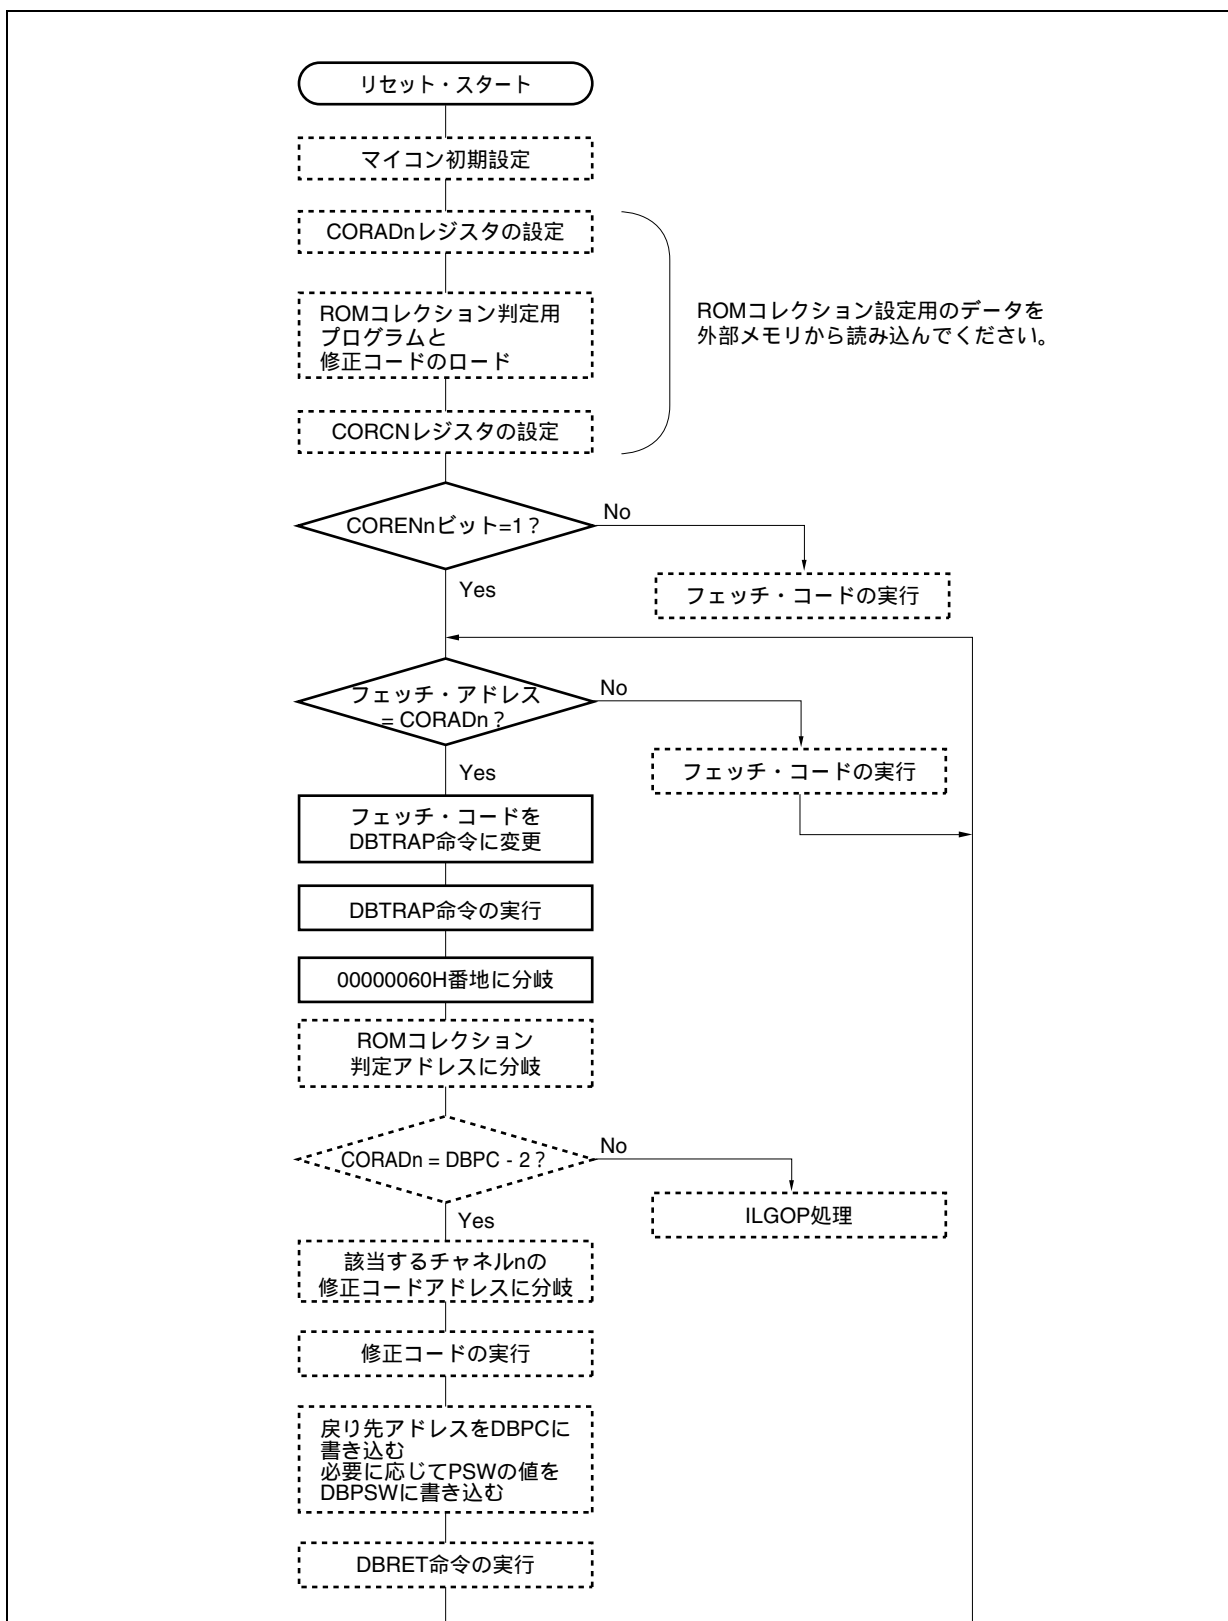 リセット・スタート
マイコン初期設定
CORADnレジスタの設定
ROMコレクション判定用
プログラムと
修正コードのロード
ROMコレクション設定用のデータを
外部メモリから読み込んでください。
CORCNレジスタの設定
CORENnビット=1？
No
Yes
フェッチ・コードの実行
フェッチ・アドレス
= CORADn？
No
Yes
フェッチ・コードの実行
フェッチ・コードを
DBTRAP命令に変更
DBTRAP命令の実行
00000060H番地に分岐
ROMコレクション
判定アドレスに分岐
CORADn = DBPC - 2？
No
Yes
ILGOP処理
該当するチャネルnの
修正コードアドレスに分岐
修正コードの実行
戻り先アドレスをDBPCに
書き込む
必要に応じてPSWの値を
DBPSWに書き込む
DBRET命令の実行